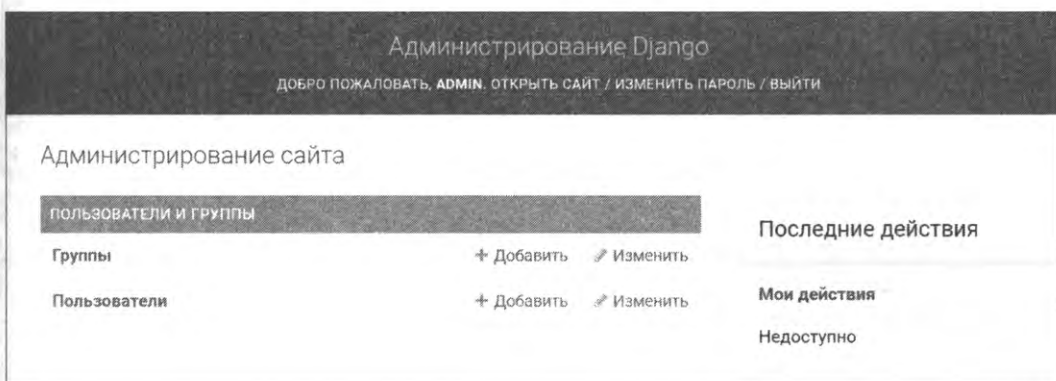 Администрирование Django
ДОБРО ПОЖАЛОВАТЬ, ADMIN. ОТКРЫТЬ САЙТ / ИЗМЕНИТЬ ПАРОЛЬ / ВЫЙТИ
Администрирование сайта
ПОЛЬЗОВАТЕЛИ И ГРУППЫ
Группы + Добавить Изменить
Пользователи + Добавить Изменить
Последние действия
Мои действия
Недоступно